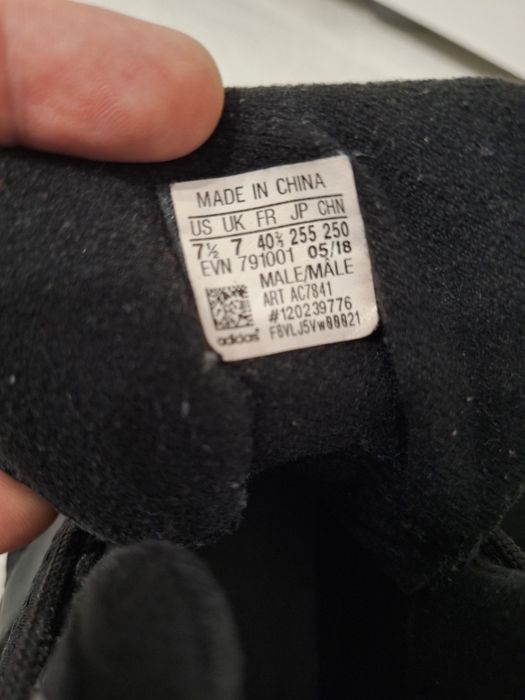 MADE IN CHINA
US UK FR JP CHN
7½ 7 40⅔ 255 250
EVN 791001 05/18
MALE/MÂLE
ART AC7841
#120239776
F8VLJ5Vw00021
adidas